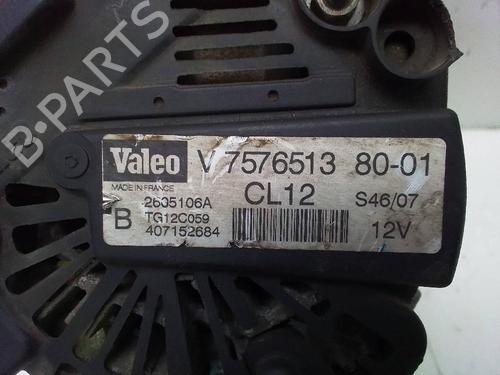 B-PARTS
Valeo V 7576513 80-01
MADE IN FRANCE
CL12
S46/07
2605106A
B TG12C059
407152684
12V